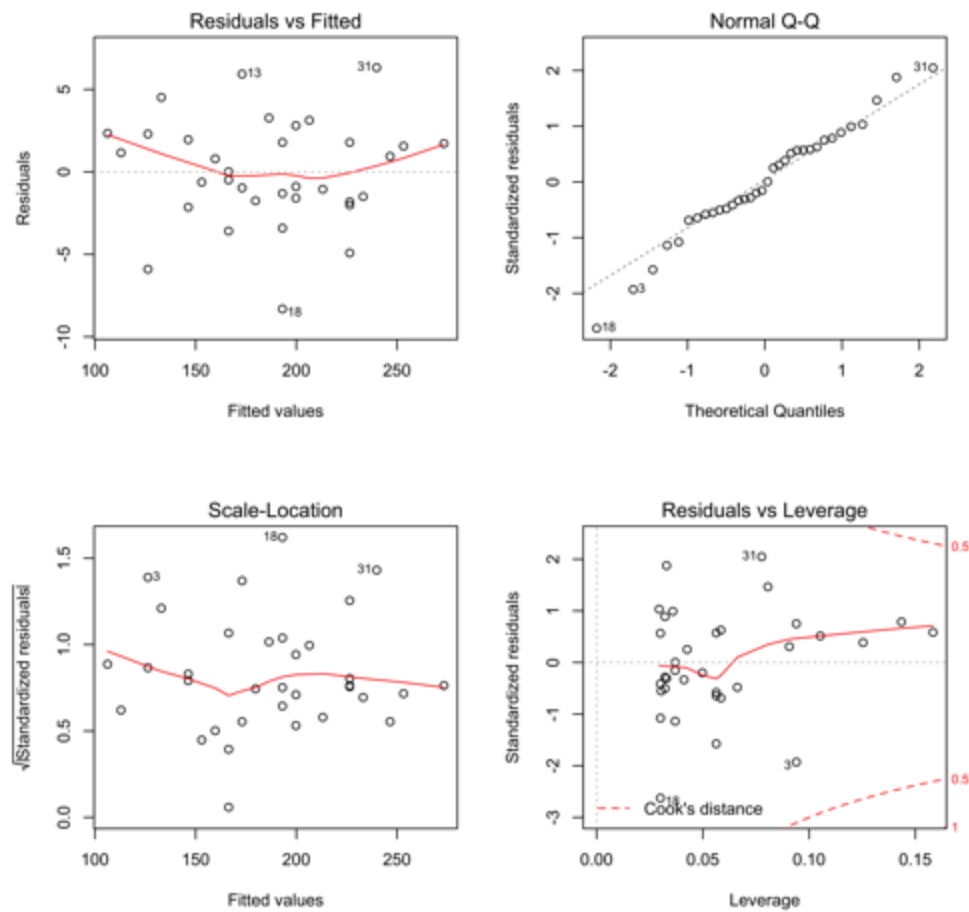 Residuals vs Fitted
Residuals
5
0
-5
-10
13
31
18
100 150 200 250
Fitted values
Normal Q-Q
Standardized residuals
2
1
0
-1
-2
31
3
18
-2 -1 0 1 2
Theoretical Quantiles
Scale-Location
√|Standardized residuals|
1.5
1.0
0.5
0.0
18
3
31
100 150 200 250
Fitted values
Residuals vs Leverage
Standardized residuals
2
1
0
-1
-2
-3
31
3
18
Cook's distance
0.5
0.5
1
0.00 0.05 0.10 0.15
Leverage